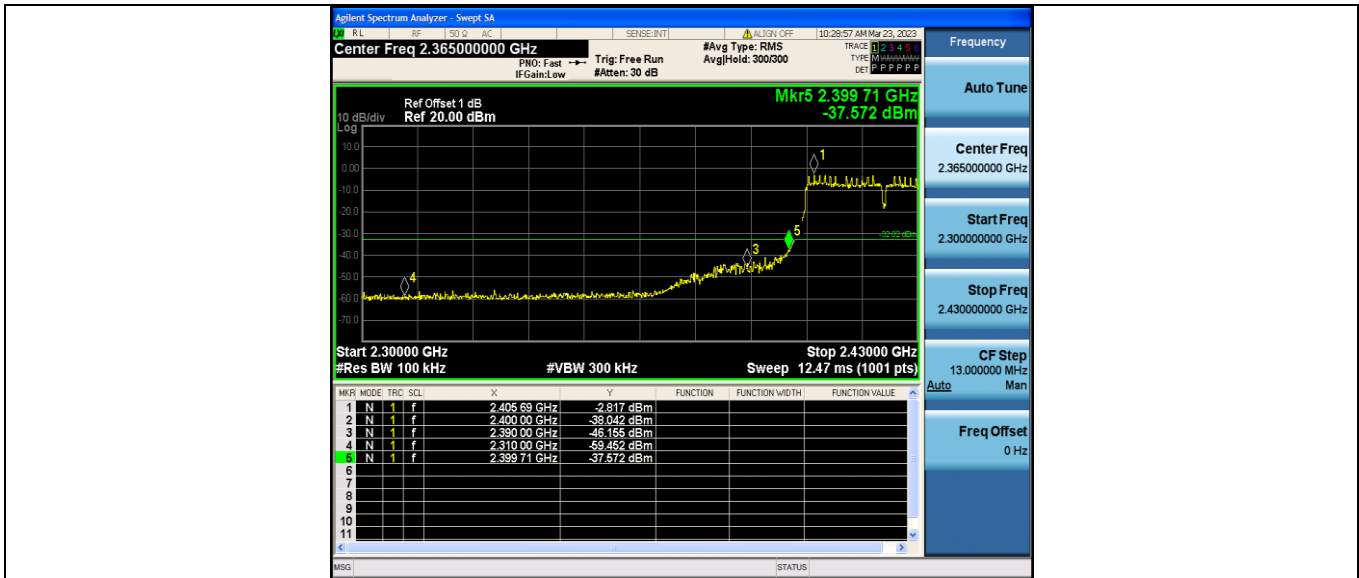 Agilent Spectrum Analyzer - Swept SA
RL RF 50 Ω AC SENSE:INT ALIGN OFF 10:28:57 AM Mar 23, 2023
Center Freq 2.365000000 GHz
PNO: Fast
IFGain:Low
Trig: Free Run
#Atten: 30 dB
#Avg Type: RMS
Avg|Hold: 300/300
TRACE 1 2 3 4 5 6
TYPE M
DET P P P P P P
Ref Offset 1 dB
10 dB/div Ref 20.00 dBm
Log
Mkr5 2.399 71 GHz
-37.572 dBm
10.0
0.00
-10.0
-20.0
-30.0
-40.0
-50.0
-60.0
-70.0
1
5
3
4
-32.82 dBm
Start 2.30000 GHz Stop 2.43000 GHz
#Res BW 100 kHz #VBW 300 kHz Sweep 12.47 ms (1001 pts)
MKR MODE TRC SCL X Y FUNCTION FUNCTION WIDTH FUNCTION VALUE
1 N 1 f 2.405 69 GHz -2.817 dBm
2 N 1 f 2.400 00 GHz -38.042 dBm
3 N 1 f 2.390 00 GHz -46.155 dBm
4 N 1 f 2.310 00 GHz -59.452 dBm
5 N 1 f 2.399 71 GHz -37.572 dBm
6
7
8
9
10
11
MSG STATUS
Frequency
Auto Tune
Center Freq
2.365000000 GHz
Start Freq
2.300000000 GHz
Stop Freq
2.430000000 GHz
CF Step
13.000000 MHz
Auto Man
Freq Offset
0 Hz